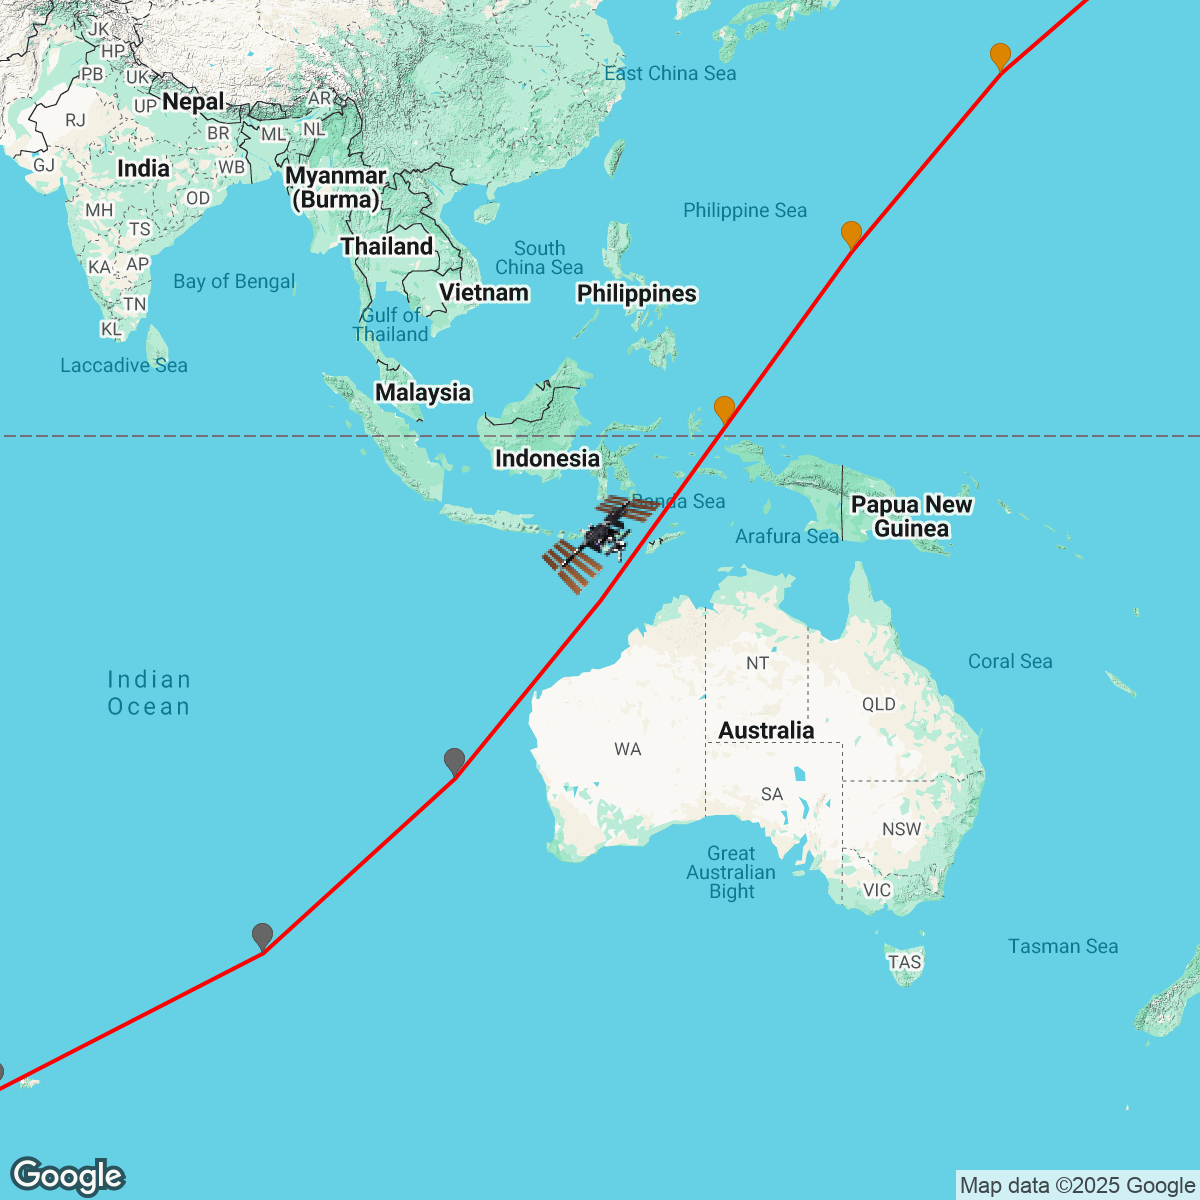 JK
HP
PB
UK
East China Sea
Nepal
AR
UP
RJ
BR
ML
NL
GJ
India
WB
Myanmar
(Burma)
OD
MH
Philippine Sea
TS
Thailand
South
China Sea
KA
AP
Bay of Bengal
Vietnam
Philippines
TN
Gulf of
Thailand
KL
Laccadive Sea
Malaysia
Indonesia
Banda Sea
Papua New
Guinea
Arafura Sea
Coral Sea
NT
Indian
Ocean
QLD
Australia
WA
SA
NSW
Great
Australian
Bight
VIC
Tasman Sea
TAS
Google
Map data ©2025 Google